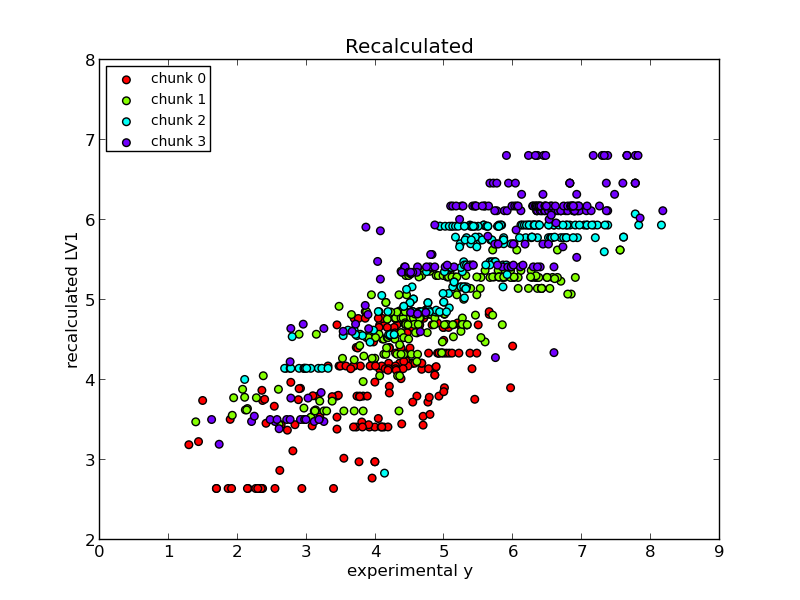 Recalculated
chunk 0
chunk 1
chunk 2
chunk 3
8
7
6
5
4
3
2
recalculated LV1
0 1 2 3 4 5 6 7 8 9
experimental y